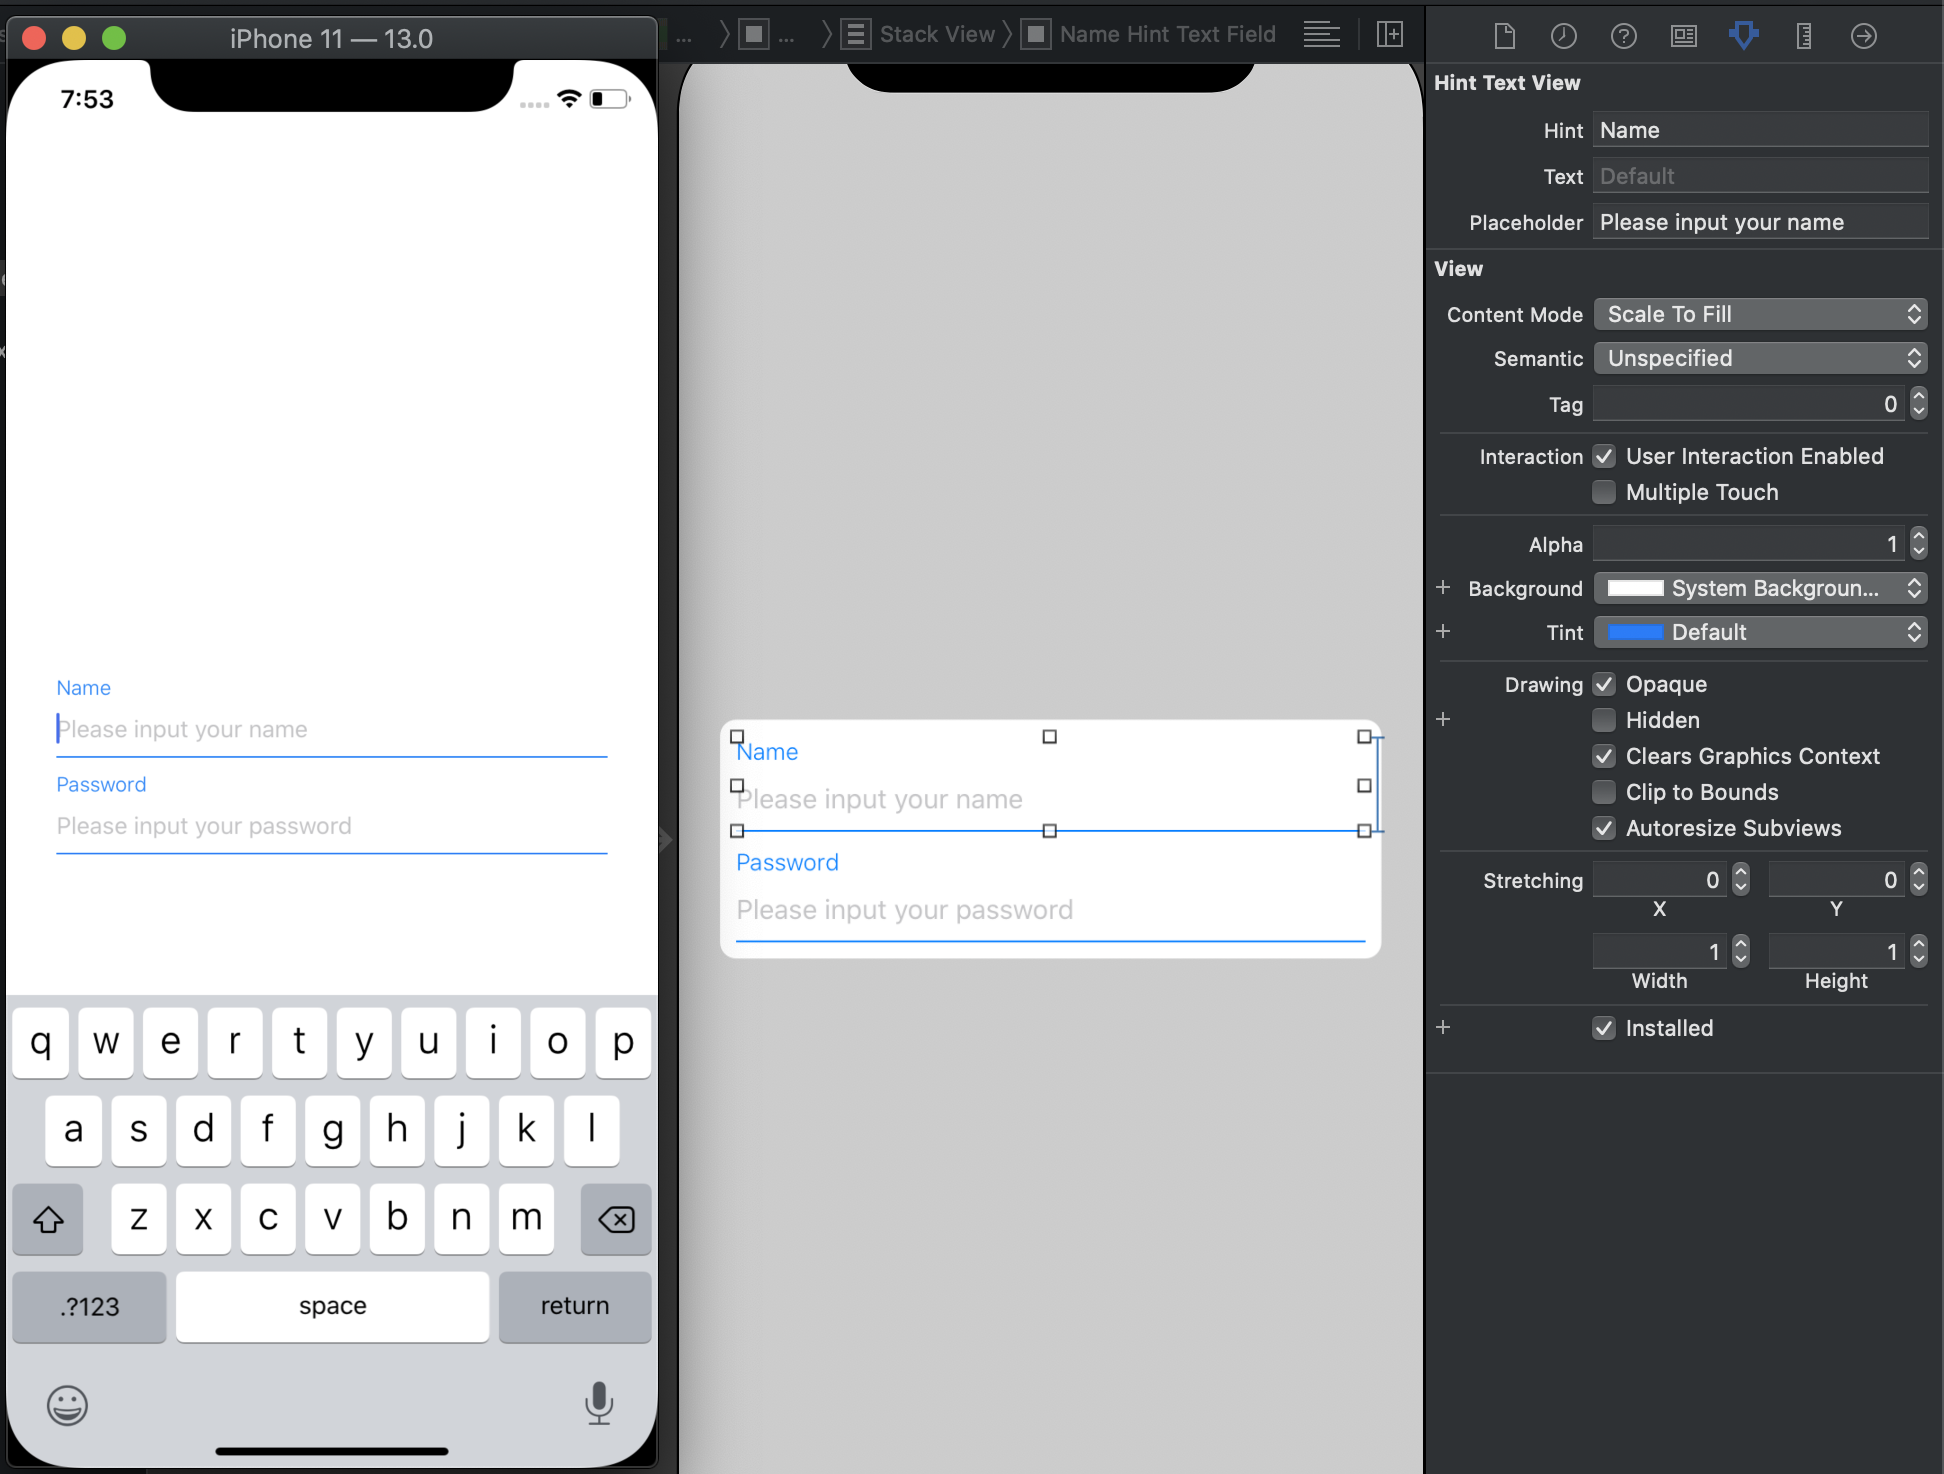 iPhone 11 — 13.0
7:53
Name
Please input your name
Password
Please input your password
q w e r t y u i o p
a s d f g h j k l
z x c v b n m
.?123 space return
... ... Stack View Name Hint Text Field
Name
Please input your name
Password
Please input your password
Hint Text View
Hint Name
Text Default
Placeholder Please input your name
View
Content Mode Scale To Fill
Semantic Unspecified
Tag 0
Interaction User Interaction Enabled
Multiple Touch
Alpha 1
Background System Backgroun...
Tint Default
Drawing Opaque
Hidden
Clears Graphics Context
Clip to Bounds
Autoresize Subviews
Stretching 0 0
X Y
1 1
Width Height
Installed